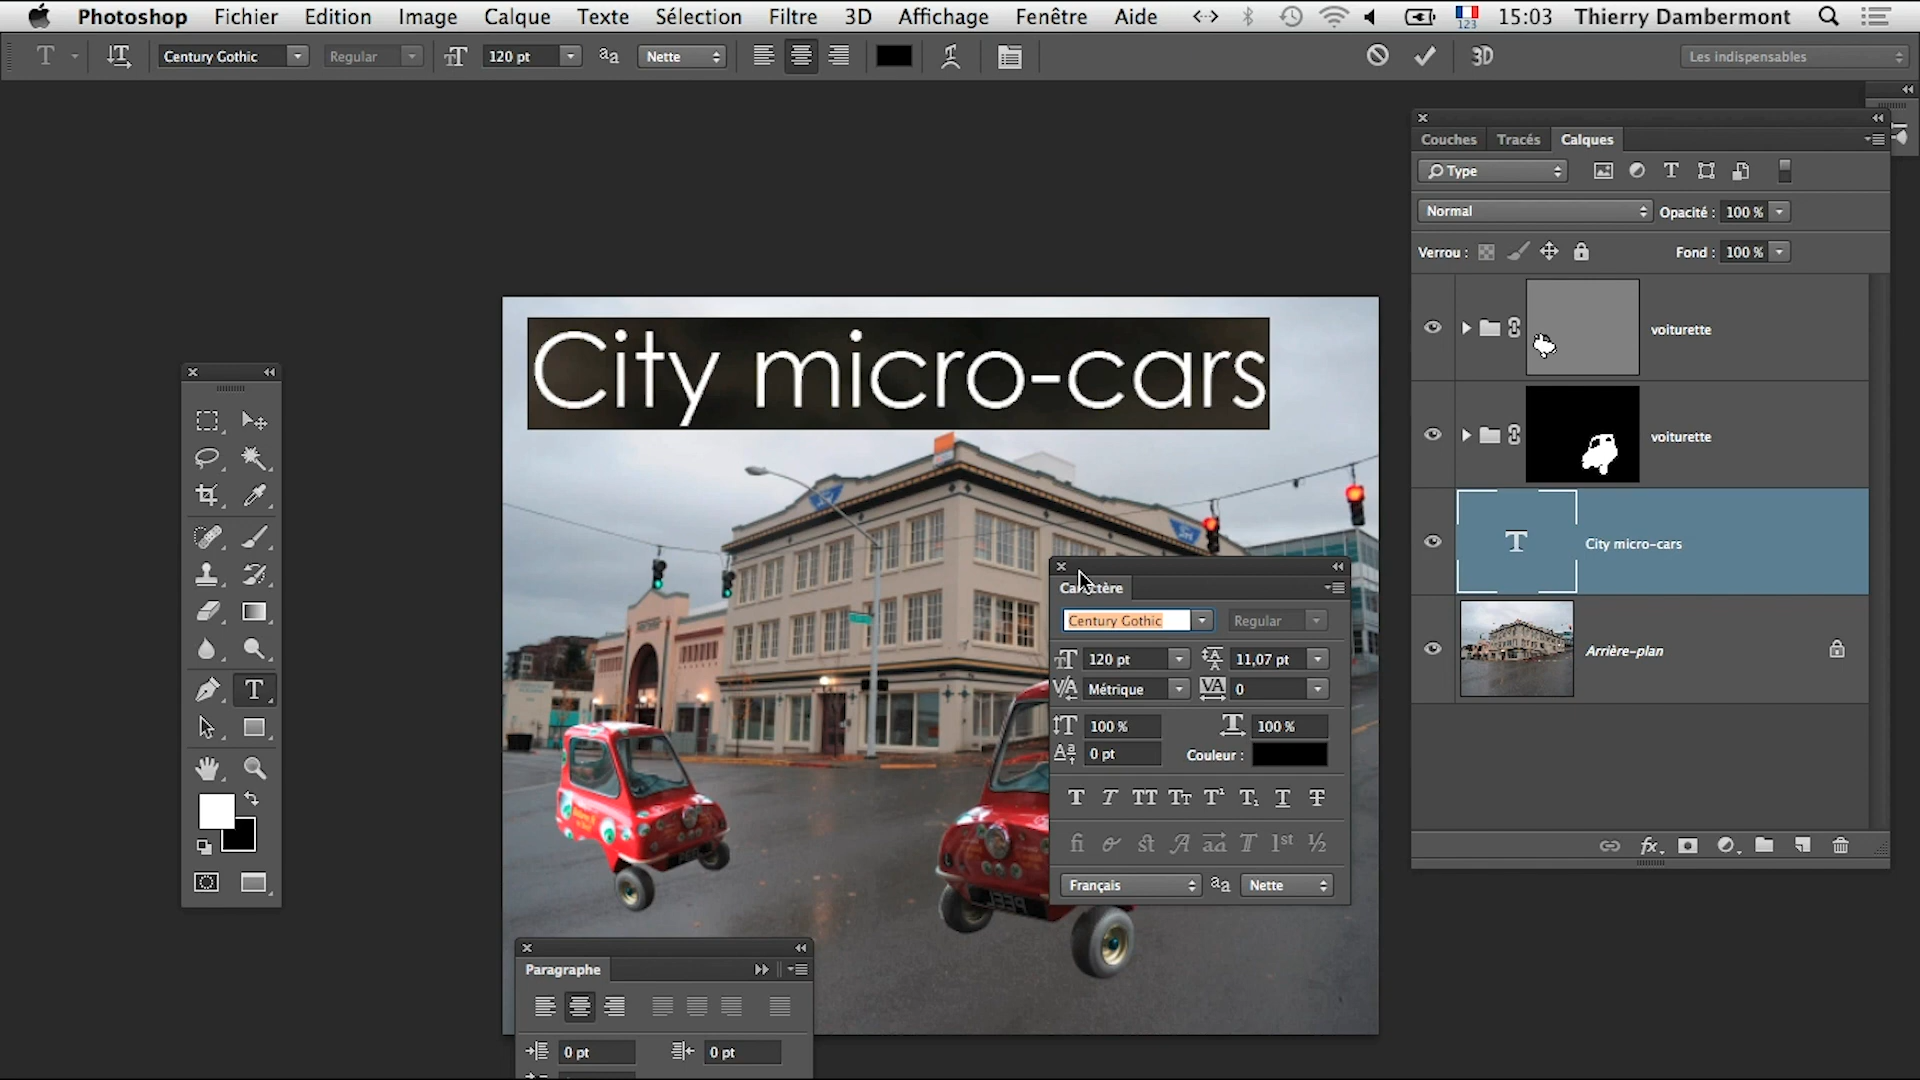 Photoshop Fichier Edition Image Calque Texte Sélection Filtre 3D Affichage Fenêtre Aide 123 15:03 Thierry Dambermont
T Century Gothic Regular 120 pt Nette 3D Les indispensables
Couches Tracés Calques
Type
Normal Opacité : 100 %
Verrou : Fond : 100 %
voiturette
voiturette
City micro-cars
Arrière-plan
City micro-cars
Caractère
Century Gothic Regular
120 pt 11,07 pt
Métrique 0
100 % 100 %
0 pt Couleur :
Français Nette
Paragraphe
0 pt 0 pt